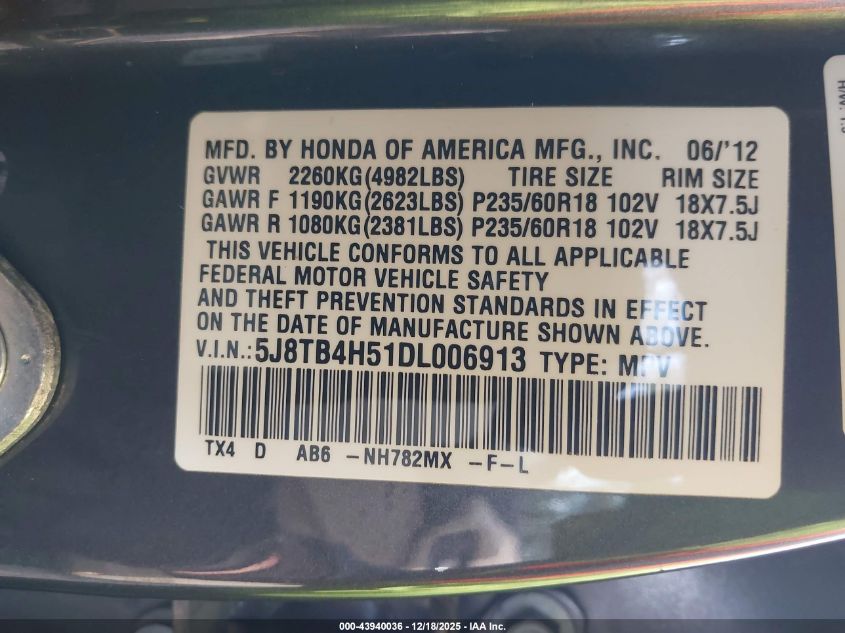 MFD. BY HONDA OF AMERICA MFG., INC. 06/'12
GVWR 2260KG(4982LBS) TIRE SIZE RIM SIZE
GAWR F 1190KG(2623LBS) P235/60R18 102V 18X7.5J
GAWR R 1080KG(2381LBS) P235/60R18 102V 18X7.5J
THIS VEHICLE CONFORMS TO ALL APPLICABLE
FEDERAL MOTOR VEHICLE SAFETY
AND THEFT PREVENTION STANDARDS IN EFFECT
ON THE DATE OF MANUFACTURE SHOWN ABOVE.
V.I.N.:5J8TB4H51DL006913 TYPE: MPV
TX4 D AB6 -NH782MX -F-L
000-43940036 - 12/18/2025 - IAA Inc.